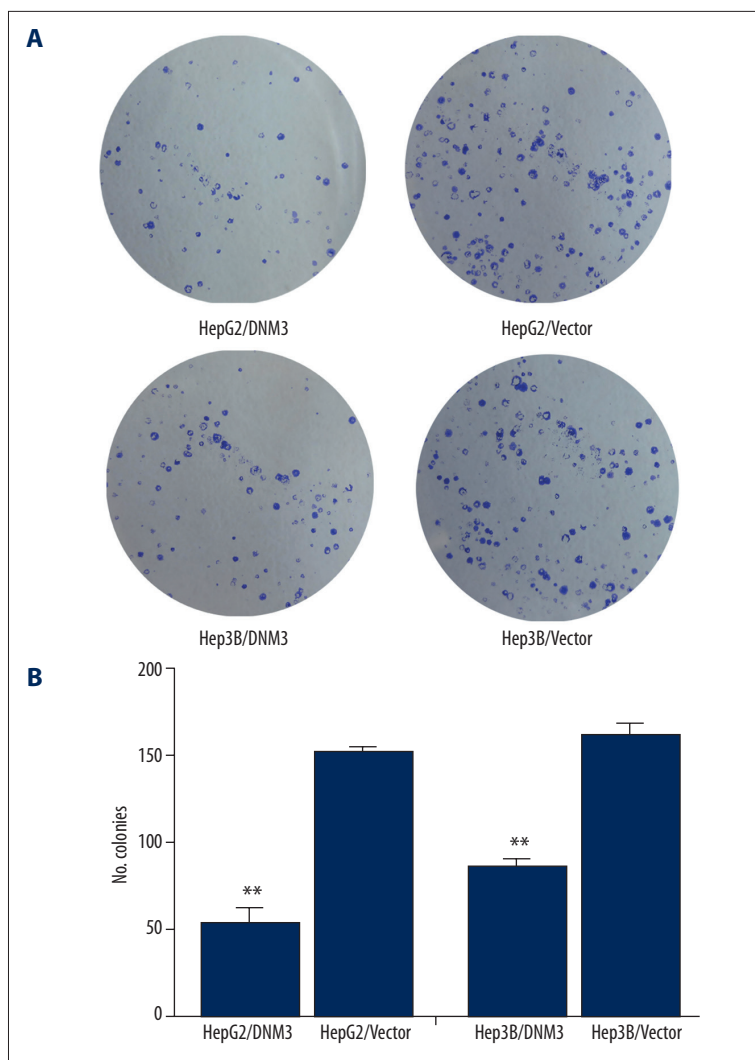 A
HepG2/DNM3 HepG2/Vector
Hep3B/DNM3 Hep3B/Vector
B
200
150
100
50
0
No. colonies
**
**
HepG2/DNM3 HepG2/Vector Hep3B/DNM3 Hep3B/Vector